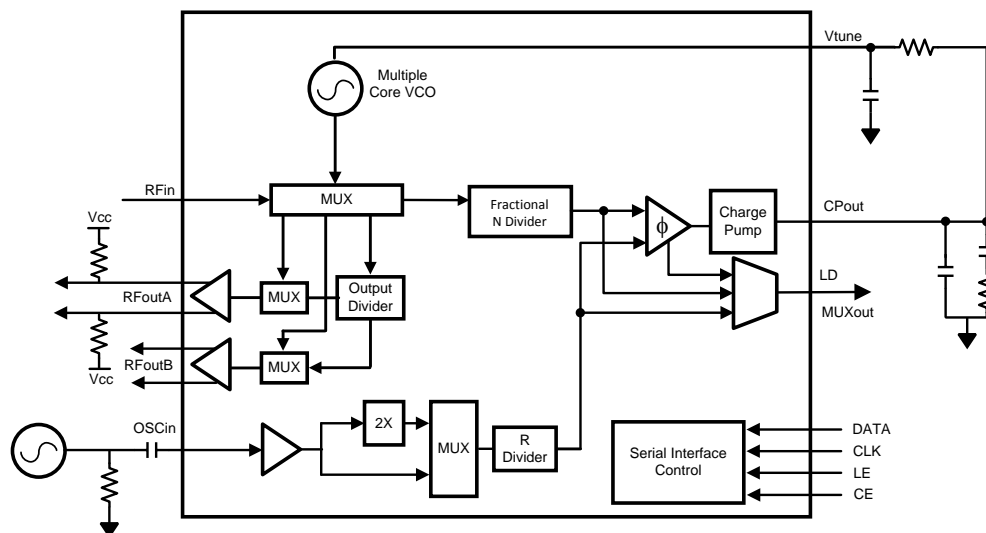 Vtune
Multiple
Core VCO
RFin
MUX
Fractional
N Divider
ϕ
Charge
Pump
CPout
Vcc
RFoutA
MUX
Output
Divider
LD
MUXout
RFoutB
MUX
Vcc
OSCin
2X
MUX
R
Divider
Serial Interface
Control
DATA
CLK
LE
CE